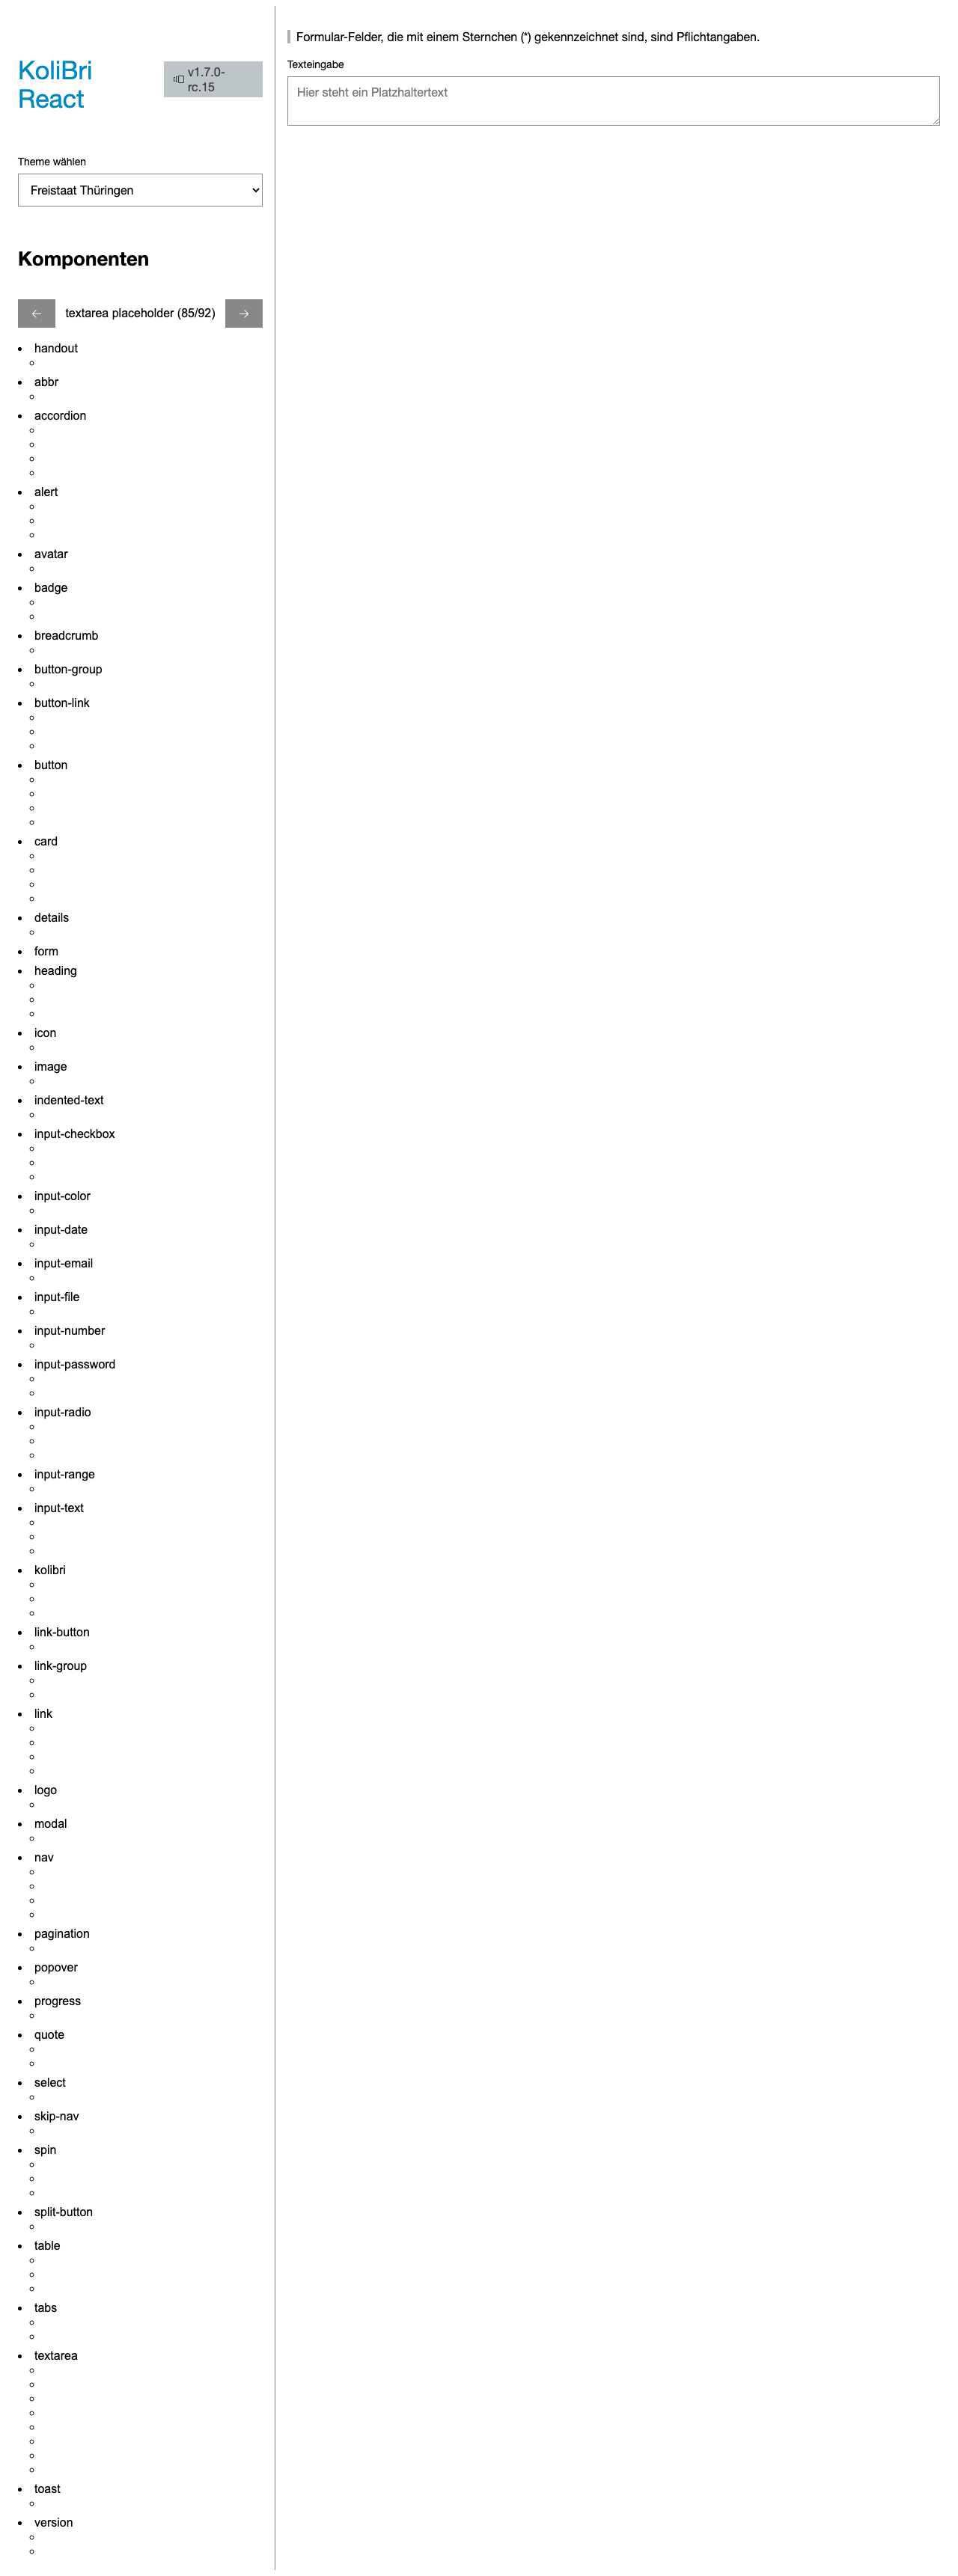 KoliBri
React
v1.7.0-
rc.15
Theme wählen
Freistaat Thüringen
Komponenten
← textarea placeholder (85/92) →
handout
abbr
accordion
alert
avatar
badge
breadcrumb
button-group
button-link
button
card
details
form
heading
icon
image
indented-text
input-checkbox
input-color
input-date
input-email
input-file
input-number
input-password
input-radio
input-range
input-text
kolibri
link-button
link-group
link
logo
modal
nav
pagination
popover
progress
quote
select
skip-nav
spin
split-button
table
tabs
textarea
toast
version
Formular-Felder, die mit einem Sternchen (*) gekennzeichnet sind, sind Pflichtangaben.
Texteingabe
Hier steht ein Platzhaltertext